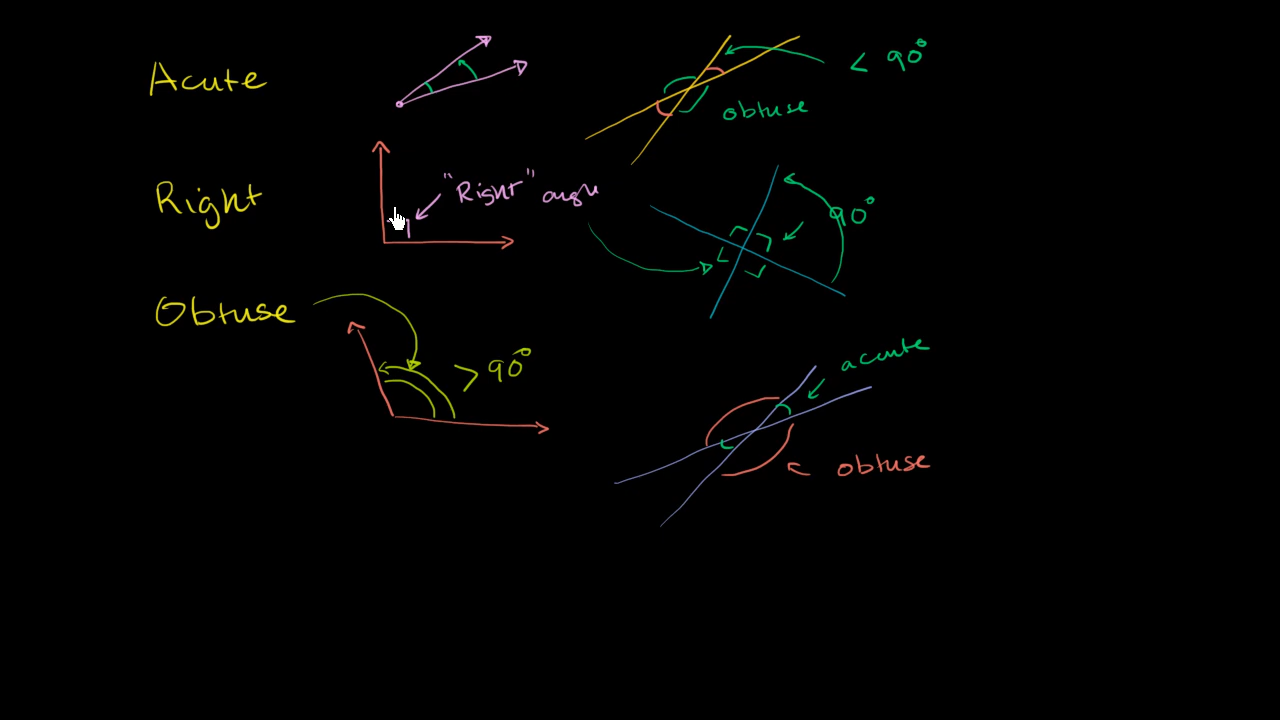 Acute
< 90°
obtuse
Right
"Right" angle
90°
Obtuse
> 90°
acute
obtuse